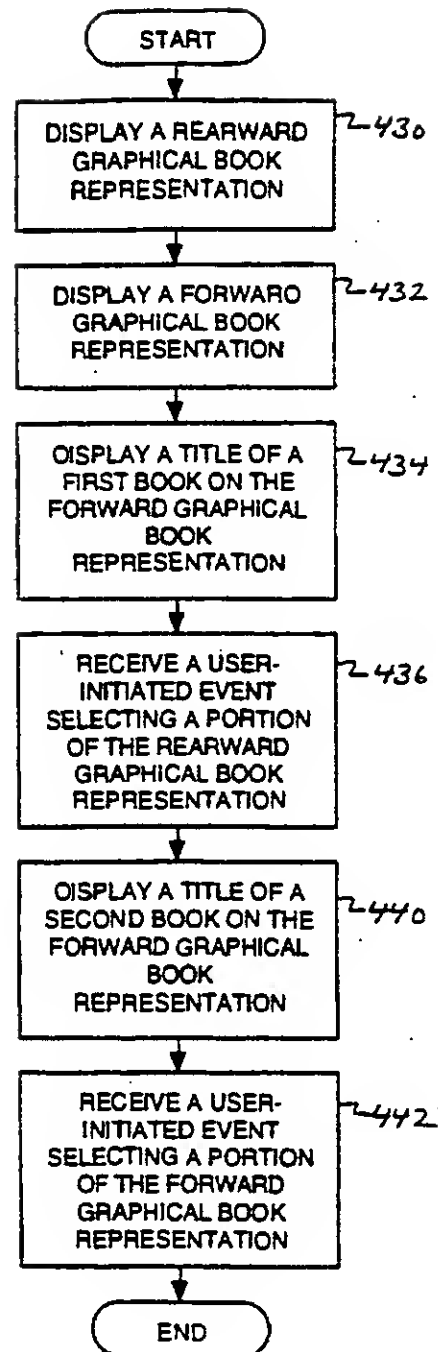 START
DISPLAY A REARWARD
430
GRAPHICAL BOOK
REPRESENTATION
DISPLAY A FORWARD
432
GRAPHICAL BOOK
REPRESENTATION
DISPLAY A TITLE OF A
434
FIRST BOOK ON THE
FORWARD GRAPHICAL
BOOK
REPRESENTATION
RECEIVE A USER-
436
INITIATED EVENT
SELECTING A PORTION
OF THE REARWARD
GRAPHICAL BOOK
REPRESENTATION
DISPLAY A TITLE OF A
440
SECOND BOOK ON THE
FORWARD GRAPHICAL
BOOK
REPRESENTATION
RECEIVE A USER-
442
INITIATED EVENT
SELECTING A PORTION
OF THE FORWARD
GRAPHICAL BOOK
REPRESENTATION
END